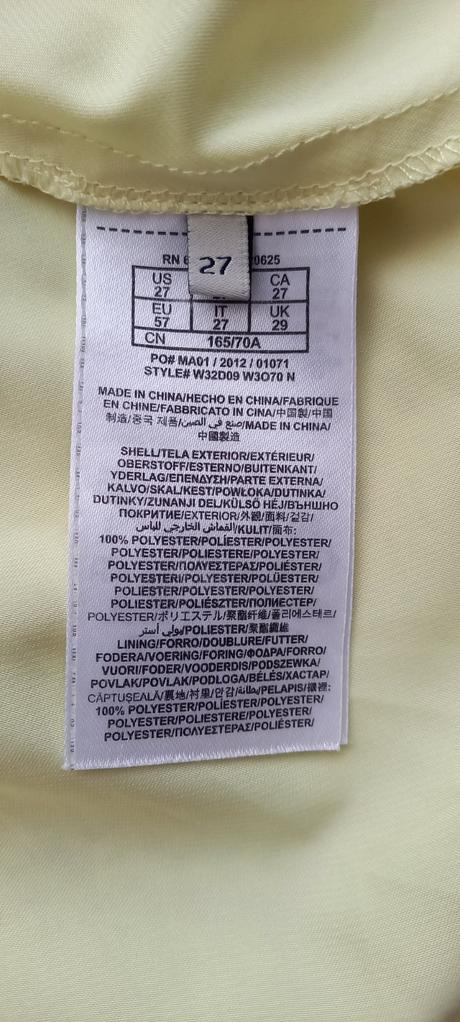 27
RN 6 0625
US CA
27 27
EU IT UK
57 27 29
CN 165/70A
PO# MA01 / 2012 / 01071
STYLE# W32D09 W3O70 N
MADE IN CHINA/HECHO EN CHINA/FABRIQUE
EN CHINE/FABBRICATO IN CINA/中国製/中国
制造/중국 제품/صنع في الصين/MADE IN CHINA/
中國製造
SHELL/TELA EXTERIOR/EXTÉRIEUR/
OBERSTOFF/ESTERNO/BUITENKANT/
YDERLAG/ΕΠΕΝΔΥΣΗ/PARTE EXTERNA/
KALVO/SKAL/KEST/POWŁOKA/DUTINKA/
DUTINKY/ZUNANJI DEL/KÜLSŐ HÉJ/ВЪНШНО
ПОКРИТИЕ/EXTERIOR/外觀/面料/겉감/
القماش الخارجي للباس/KULIT/面布:
100% POLYESTER/POLÍESTER/POLYESTER/
POLYESTER/POLIESTERE/POLYESTER/
POLYESTER/ΠΟΛΥΕΣΤΕΡΑΣ/POLIÉSTER/
POLYESTERI/POLYESTER/POLÜESTER/
POLIESTER/POLYESTER/POLYESTER/
POLIESTER/POLIÉSZTER/ПОЛИЕСТЕР/
POLYESTER/ポリエステル/聚酯纤维/폴리에스테르/
بولي أستر/POLIESTER/聚酯纖維
LINING/FORRO/DOUBLURE/FUTTER/
FODERA/VOERING/FORING/ΦΟΔΡΑ/FORRO/
VUORI/FODER/VOODERDIS/PODSZEWKA/
POVLAK/POVLAK/PODLOGA/BÉLÉS/ХАСТАР/
CĂPTUŞEALĂ/裏地/衬里/안감/بطانة/PELAPIS/襯裡:
100% POLYESTER/POLÍESTER/POLYESTER/
POLYESTER/POLIESTERE/POLYESTER/
POLYESTER/ΠΟΛΥΕΣΤΕΡΑΣ/POLIÉSTER/